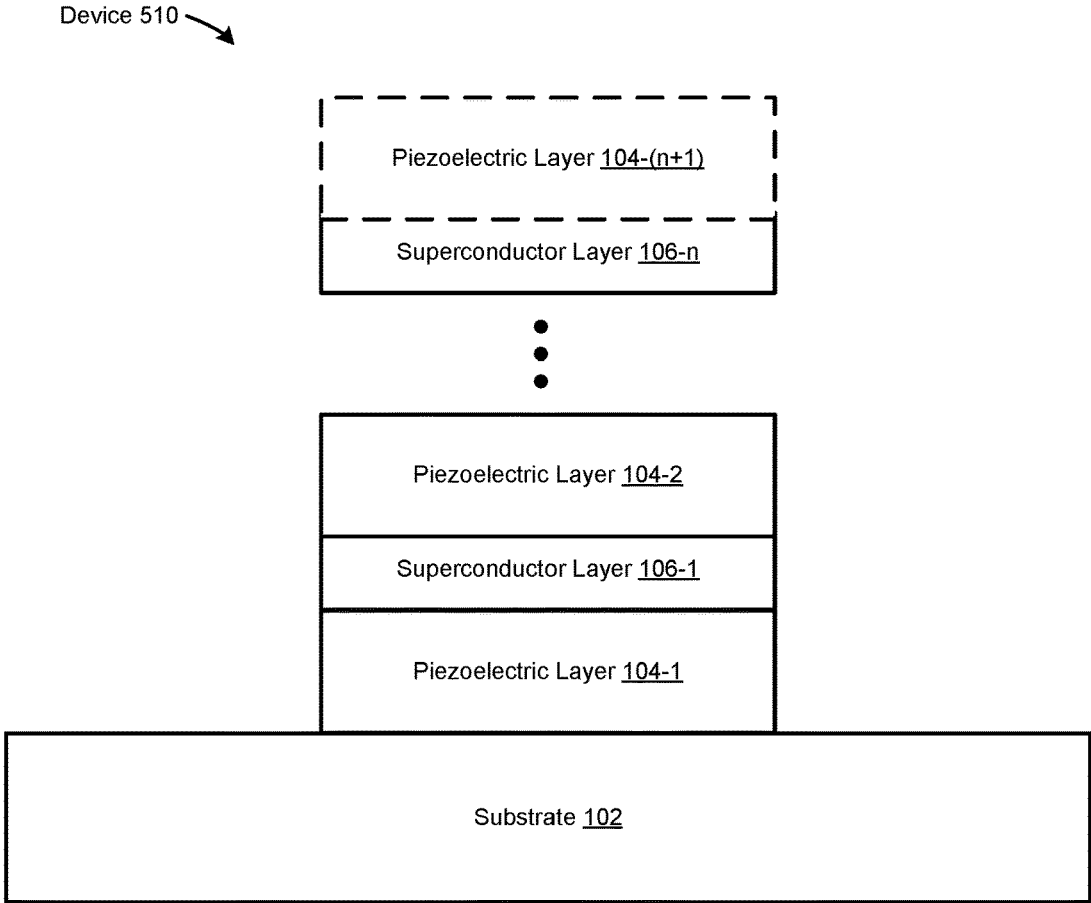 Device 510
Piezoelectric Layer 104-(n+1)
Superconductor Layer 106-n
Piezoelectric Layer 104-2
Superconductor Layer 106-1
Piezoelectric Layer 104-1
Substrate 102